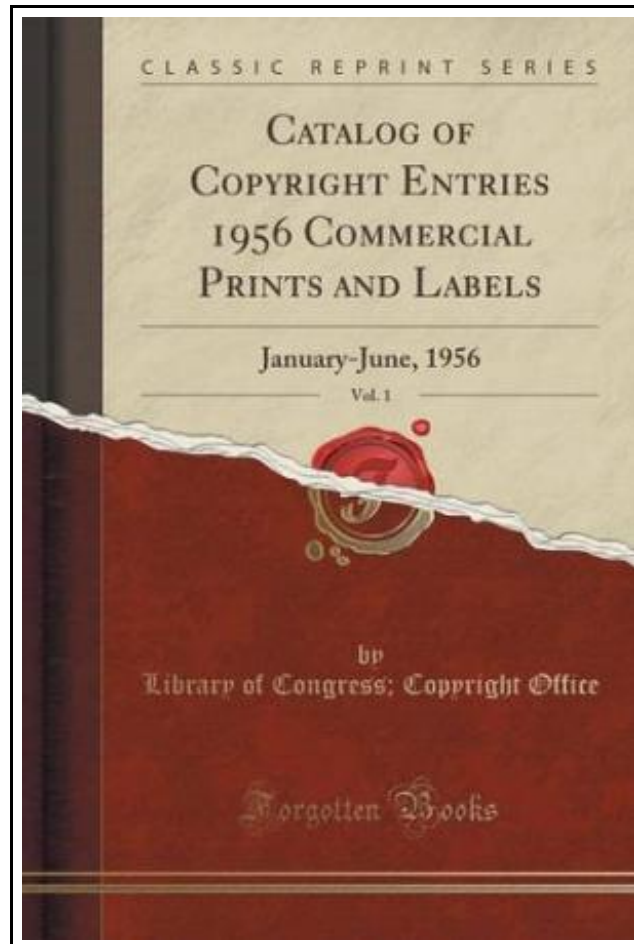 CLASSIC REPRINT SERIES
CATALOG OF
COPYRIGHT ENTRIES
1956 COMMERCIAL
PRINTS AND LABELS
January-June, 1956
Vol. 1
by
Library of Congress; Copyright Office
Forgotten Books